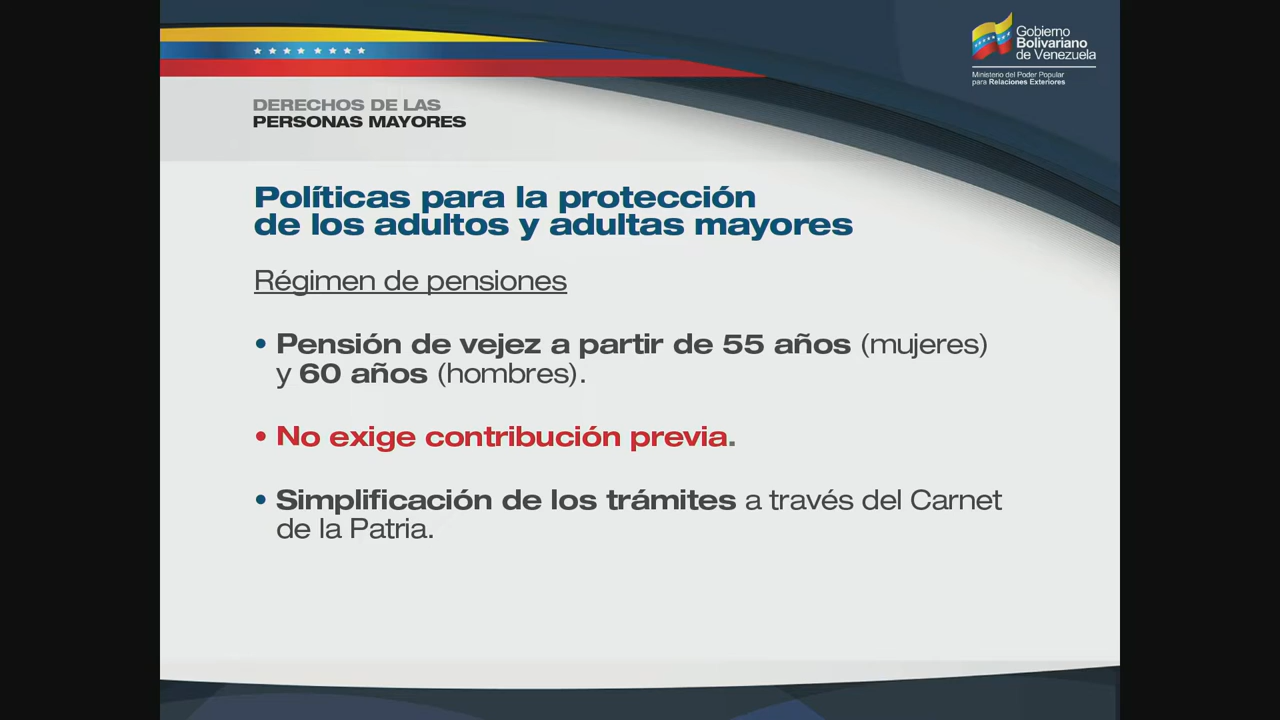 Gobierno
Bolivariano
de Venezuela
Ministerio del Poder Popular
para Relaciones Exteriores
DERECHOS DE LAS
PERSONAS MAYORES
Políticas para la protección
de los adultos y adultas mayores
Régimen de pensiones
• Pensión de vejez a partir de 55 años (mujeres)
y 60 años (hombres).
• No exige contribución previa.
• Simplificación de los trámites a través del Carnet
de la Patria.